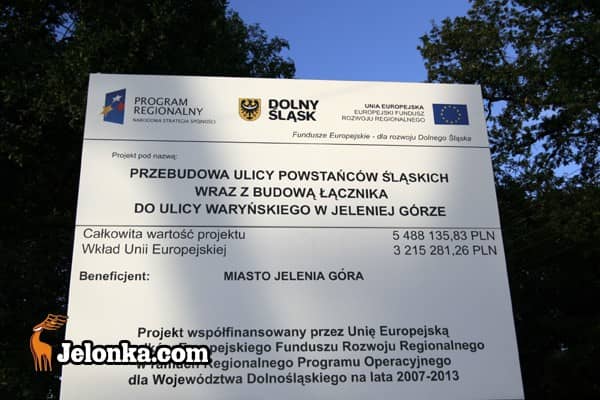 PROGRAM
REGIONALNY
NARODOWA STRATEGIA SPÓJNOŚCI
DOLNY
ŚLĄSK
UNIA EUROPEJSKA
EUROPEJSKI FUNDUSZ
ROZWOJU REGIONALNEGO
Fundusze Europejskie - dla rozwoju Dolnego Śląska
Projekt pod nazwą:
PRZEBUDOWA ULICY POWSTAŃCÓW ŚLĄSKICH
WRAZ Z BUDOWĄ ŁĄCZNIKA
DO ULICY WARYŃSKIEGO W JELENIEJ GÓRZE
Całkowita wartość projektu 5 488 135,83 PLN
Wkład Unii Europejskiej 3 215 281,26 PLN
Beneficjent: MIASTO JELENIA GÓRA
Projekt współfinansowany przez Unię Europejską
Funduszu Rozwoju Regionalnego
w ramach Regionalnego Programu Operacyjnego
dla Województwa Dolnośląskiego na lata 2007-2013
Jelonka.com